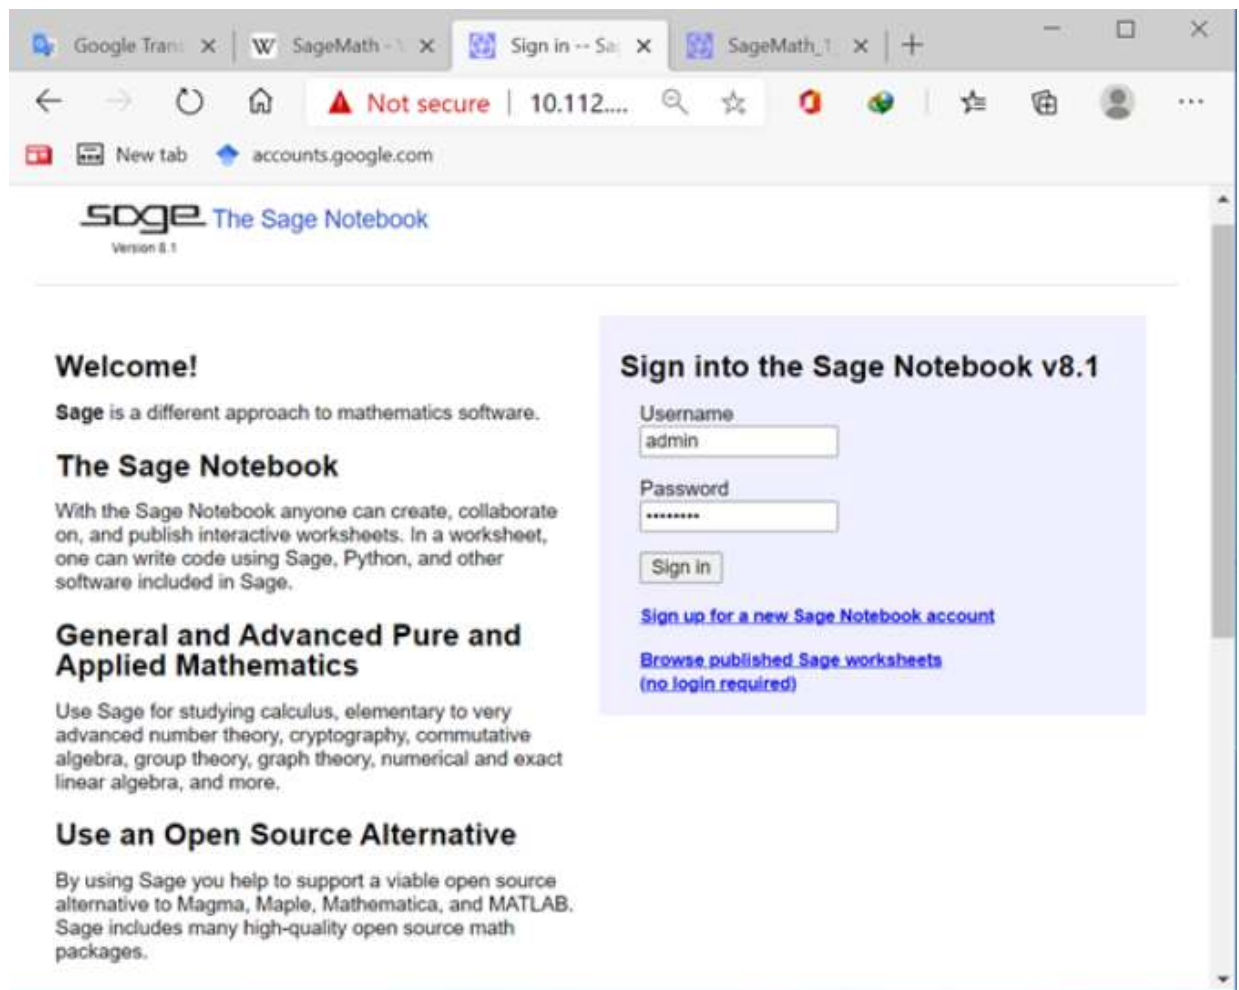 Google Tran
SageMath -
Sign in -- Sa
SageMath_1
Not secure
10.112....
New tab
accounts.google.com
sage The Sage Notebook
Version 8.1
Welcome!
Sage is a different approach to mathematics software.
The Sage Notebook
With the Sage Notebook anyone can create, collaborate
on, and publish interactive worksheets. In a worksheet,
one can write code using Sage, Python, and other
software included in Sage.
General and Advanced Pure and
Applied Mathematics
Use Sage for studying calculus, elementary to very
advanced number theory, cryptography, commutative
algebra, group theory, graph theory, numerical and exact
linear algebra, and more.
Use an Open Source Alternative
By using Sage you help to support a viable open source
alternative to Magma, Maple, Mathematica, and MATLAB.
Sage includes many high-quality open source math
packages.
Sign into the Sage Notebook v8.1
Username
admin
Password
••••••••
Sign in
Sign up for a new Sage Notebook account
Browse published Sage worksheets
(no login required)